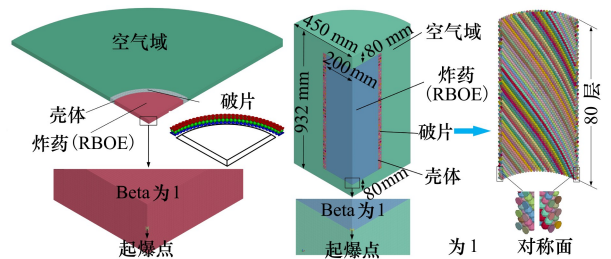 空气域
壳体
炸药(RBOE)
破片
Beta为1
起爆点
450 mm
80 mm
200mm
932 mm
空气域
炸药
(RBOE)
破片
壳体
80mm
Beta为1
起爆点
为1
80层
对称面